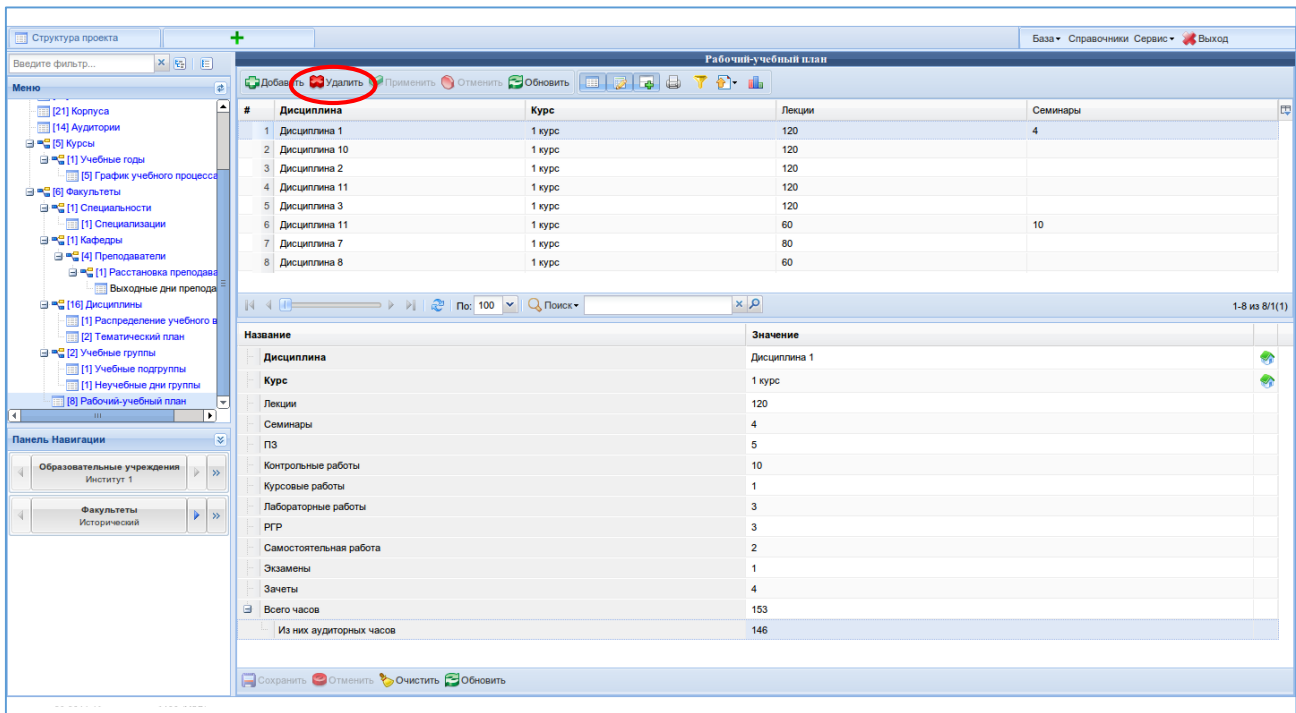 Структура проекта
База Справочники Сервис Выход
Введите фильтр...
Рабочий-учебный план
Меню
Добавить Удалить Применить Отменить Обновить
[21] Корпуса
[14] Аудитории
[5] Курсы
[1] Учебные годы
[5] График учебного процесса
[6] Факультеты
[1] Специальности
[1] Специализации
[1] Кафедры
[4] Преподаватели
[1] Расстановка преподава
Выходные дни препода
[16] Дисциплины
[1] Распределение учебного в
[2] Тематический план
[2] Учебные группы
[1] Учебные подгруппы
[1] Неучебные дни группы
[8] Рабочий-учебный план
Панель Навигации
Образовательные учреждения
Институт 1
Факультеты
Исторический
# Дисциплина Курс Лекции Семинары
1 Дисциплина 1 1 курс 120 4
2 Дисциплина 10 1 курс 120
3 Дисциплина 2 1 курс 120
4 Дисциплина 11 1 курс 120
5 Дисциплина 3 1 курс 120
6 Дисциплина 11 1 курс 60 10
7 Дисциплина 7 1 курс 80
8 Дисциплина 8 1 курс 60
По: 100 Поиск 1-8 из 8/1(1)
Название Значение
Дисциплина Дисциплина 1
Курс 1 курс
Лекции 120
Семинары 4
ПЗ 5
Контрольные работы 10
Курсовые работы 1
Лабораторные работы 3
РГР 3
Самостоятельная работа 2
Экзамены 1
Зачеты 4
Всего часов 153
Из них аудиторных часов 146
Сохранить Отменить Очистить Обновить